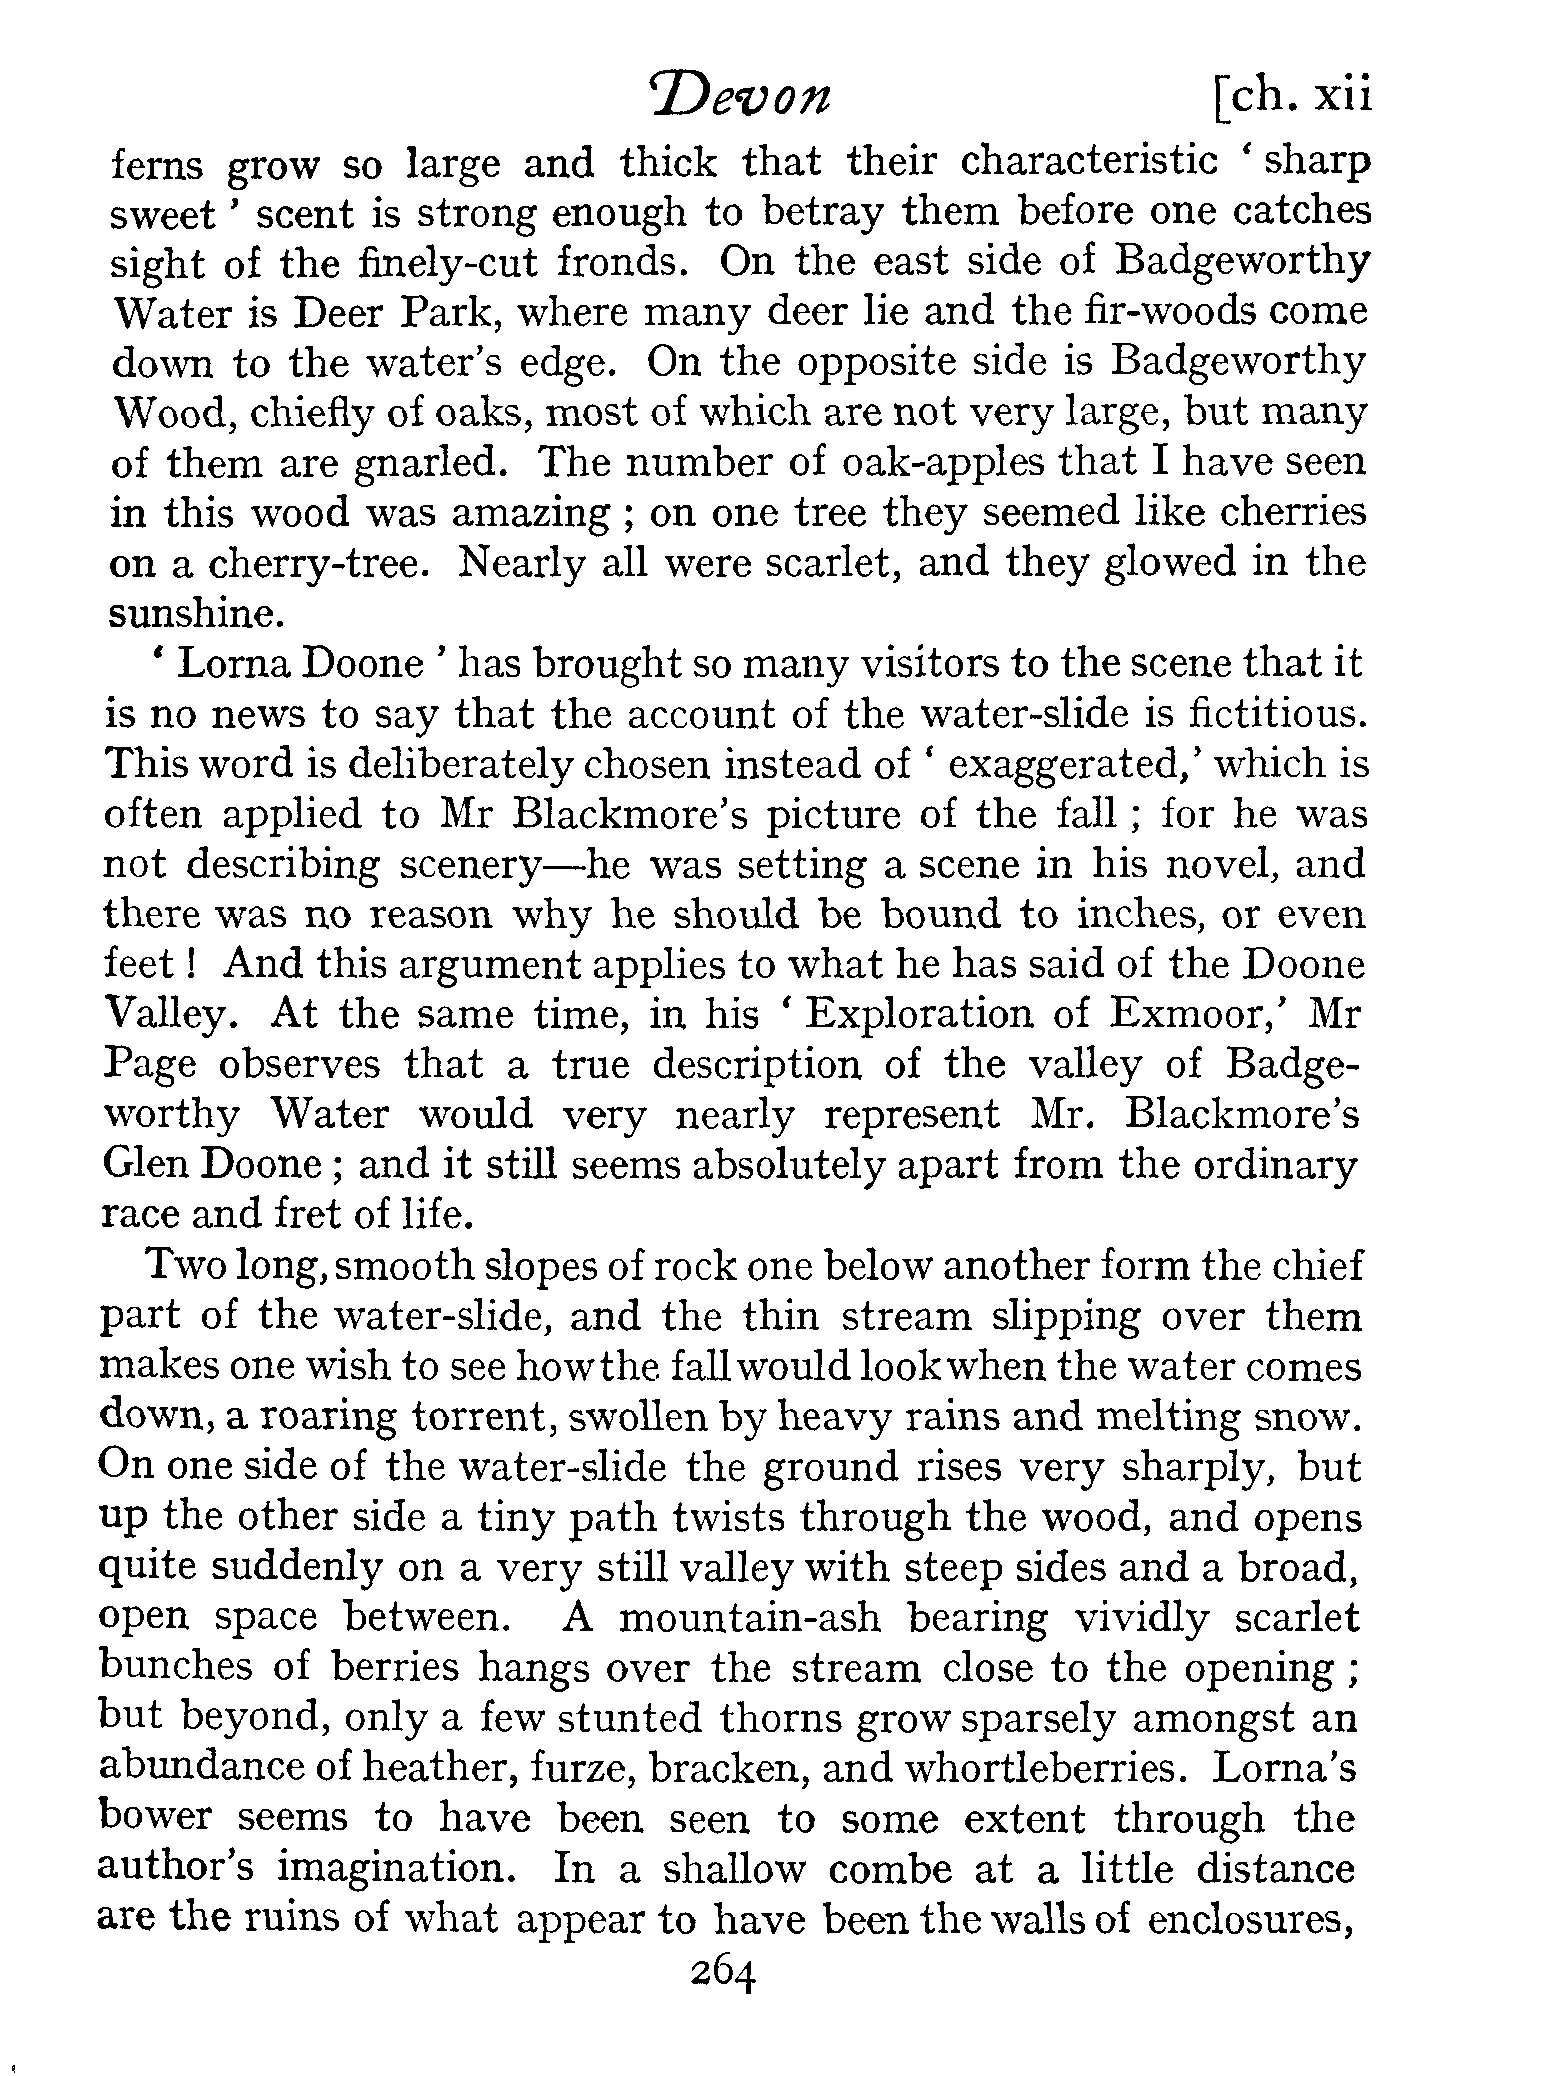 Devon [ch. xii
ferns grow so large and thick that their characteristic ‘ sharp
sweet ’ scent is strong enough to betray them before one catches
sight of the finely-cut fronds. On the east side of Badgeworthy
Water is Deer Park, where many deer lie and the fir-woods come
down to the water’s edge. On the opposite side is Badgeworthy
Wood, chiefly of oaks, most of which are not very large, but many
of them are gnarled. The number of oak-apples that I have seen
in this wood was amazing ; on one tree they seemed like cherries
on a cherry-tree. Nearly all were scarlet, and they glowed in the
sunshine.
‘ Lorna Doone ’ has brought so many visitors to the scene that it
is no news to say that the account of the water-slide is fictitious.
This word is deliberately chosen instead of ‘ exaggerated,’ which is
often applied to Mr Blackmore’s picture of the fall ; for he was
not describing scenery—he was setting a scene in his novel, and
there was no reason why he should be bound to inches, or even
feet ! And this argument applies to what he has said of the Doone
Valley. At the same time, in his ‘ Exploration of Exmoor,’ Mr
Page observes that a true description of the valley of Badge-
worthy Water would very nearly represent Mr. Blackmore’s
Glen Doone ; and it still seems absolutely apart from the ordinary
race and fret of life.
Two long, smooth slopes of rock one below another form the chief
part of the water-slide, and the thin stream slipping over them
makes one wish to see how the fall would look when the water comes
down, a roaring torrent, swollen by heavy rains and melting snow.
On one side of the water-slide the ground rises very sharply, but
up the other side a tiny path twists through the wood, and opens
quite suddenly on a very still valley with steep sides and a broad,
open space between. A mountain-ash bearing vividly scarlet
bunches of berries hangs over the stream close to the opening ;
but beyond, only a few stunted thorns grow sparsely amongst an
abundance of heather, furze, bracken, and whortleberries. Lorna’s
bower seems to have been seen to some extent through the
author’s imagination. In a shallow combe at a little distance
are the ruins of what appear to have been the walls of enclosures,
264